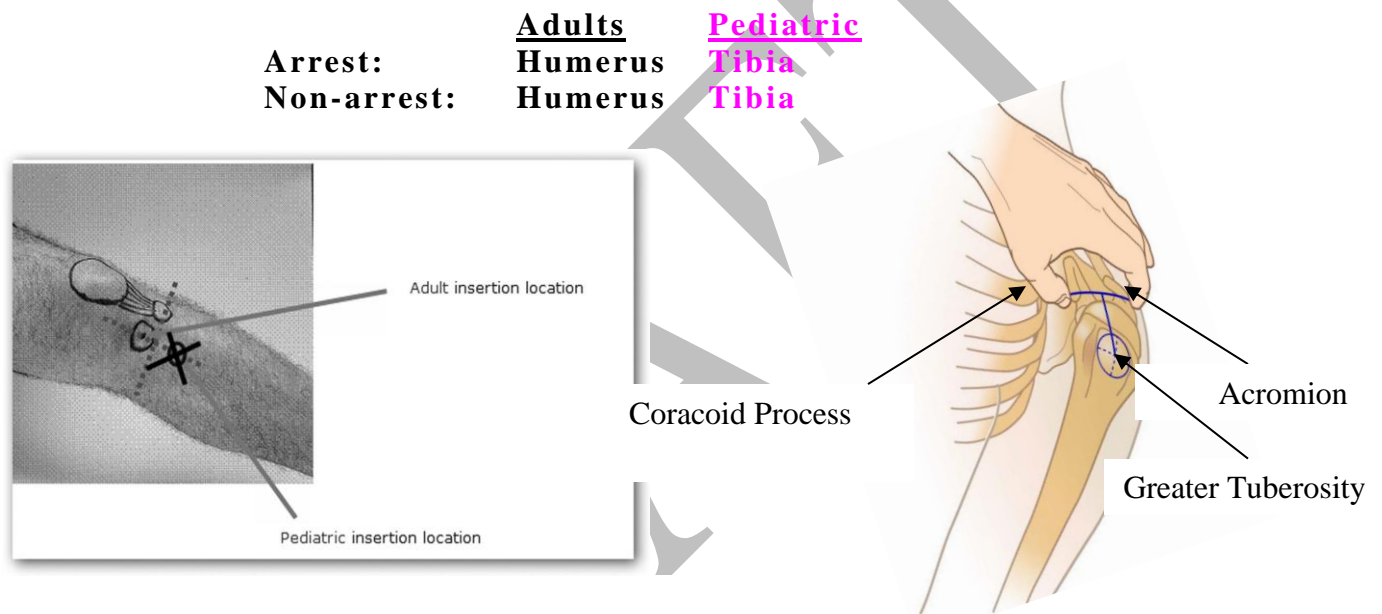 Adults Pediatric
Arrest: Humerus Tibia
Non-arrest: Humerus Tibia
Adult insertion location
Pediatric insertion location
Coracoid Process
Acromion
Greater Tuberosity